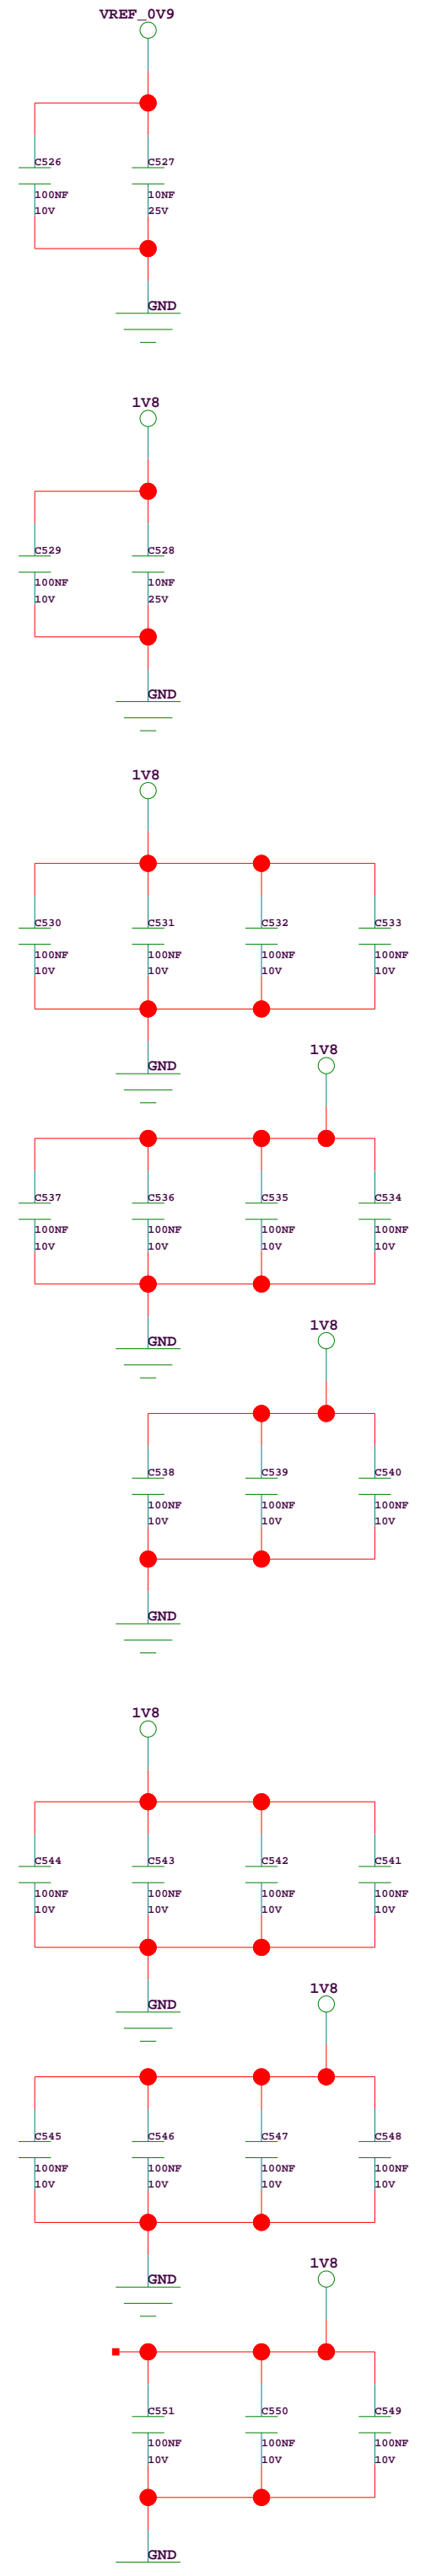 VREF_0V9
C526 C527
100NF 10NF
10V 25V
GND
1V8
C529 C528
100NF 10NF
10V 25V
GND
1V8
C530 C531 C532 C533
100NF 100NF 100NF 100NF
10V 10V 10V 10V
GND
1V8
C537 C536 C535 C534
100NF 100NF 100NF 100NF
10V 10V 10V 10V
GND
1V8
C538 C539 C540
100NF 100NF 100NF
10V 10V 10V
GND
1V8
C544 C543 C542 C541
100NF 100NF 100NF 100NF
10V 10V 10V 10V
GND
1V8
C545 C546 C547 C548
100NF 100NF 100NF 100NF
10V 10V 10V 10V
GND
1V8
C551 C550 C549
100NF 100NF 100NF
10V 10V 10V
GND